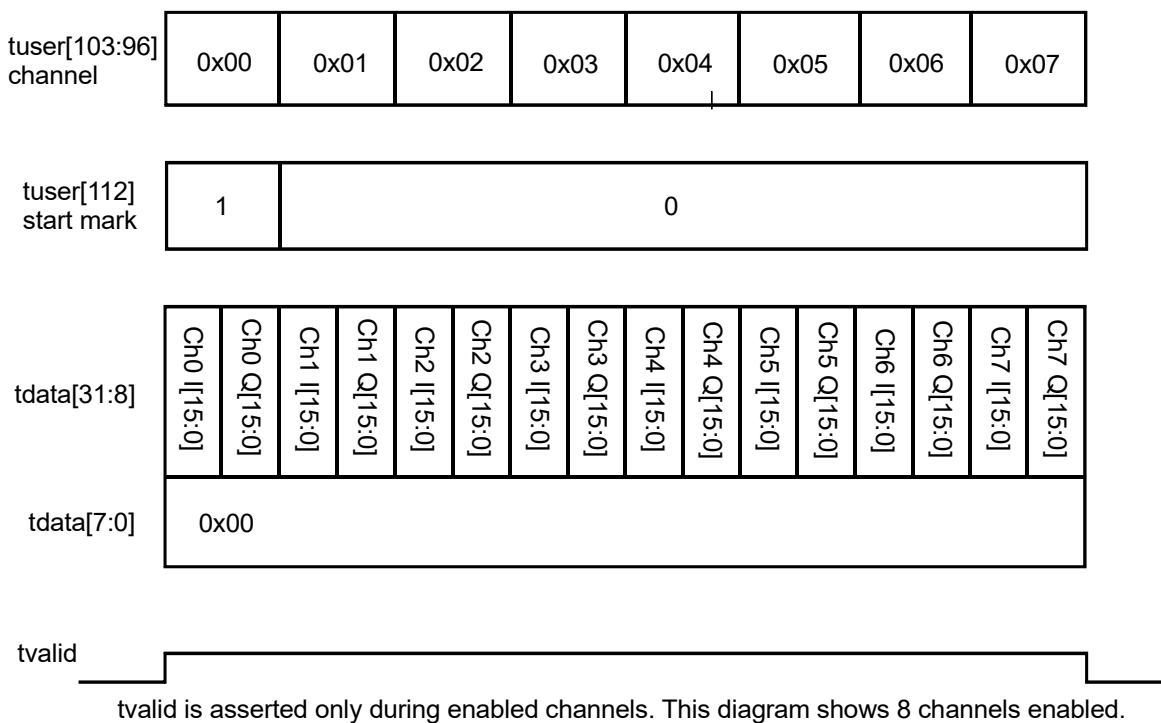 tuser[103:96]
channel
0x00 0x01 0x02 0x03 0x04 0x05 0x06 0x07
tuser[112]
start mark
1 0
tdata[31:8]
Ch0 I[15:0]
Ch0 Q[15:0]
Ch1 I[15:0]
Ch1 Q[15:0]
Ch2 I[15:0]
Ch2 Q[15:0]
Ch3 I[15:0]
Ch3 Q[15:0]
Ch4 I[15:0]
Ch4 Q[15:0]
Ch5 I[15:0]
Ch5 Q[15:0]
Ch6 I[15:0]
Ch6 Q[15:0]
Ch7 I[15:0]
Ch7 Q[15:0]
tdata[7:0]
0x00
tvalid
tvalid is asserted only during enabled channels. This diagram shows 8 channels enabled.